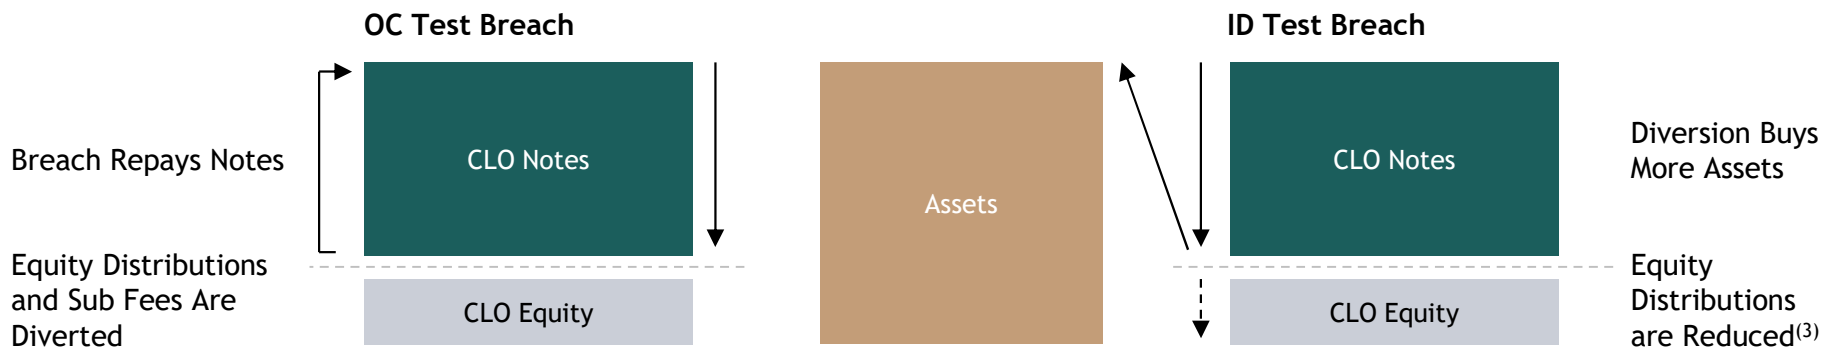 OC Test Breach
ID Test Breach
Breach Repays Notes
CLO Notes
Assets
CLO Notes
Diversion Buys
More Assets
Equity Distributions
and Sub Fees Are
Diverted
CLO Equity
CLO Equity
Equity
Distributions
are Reduced(3)